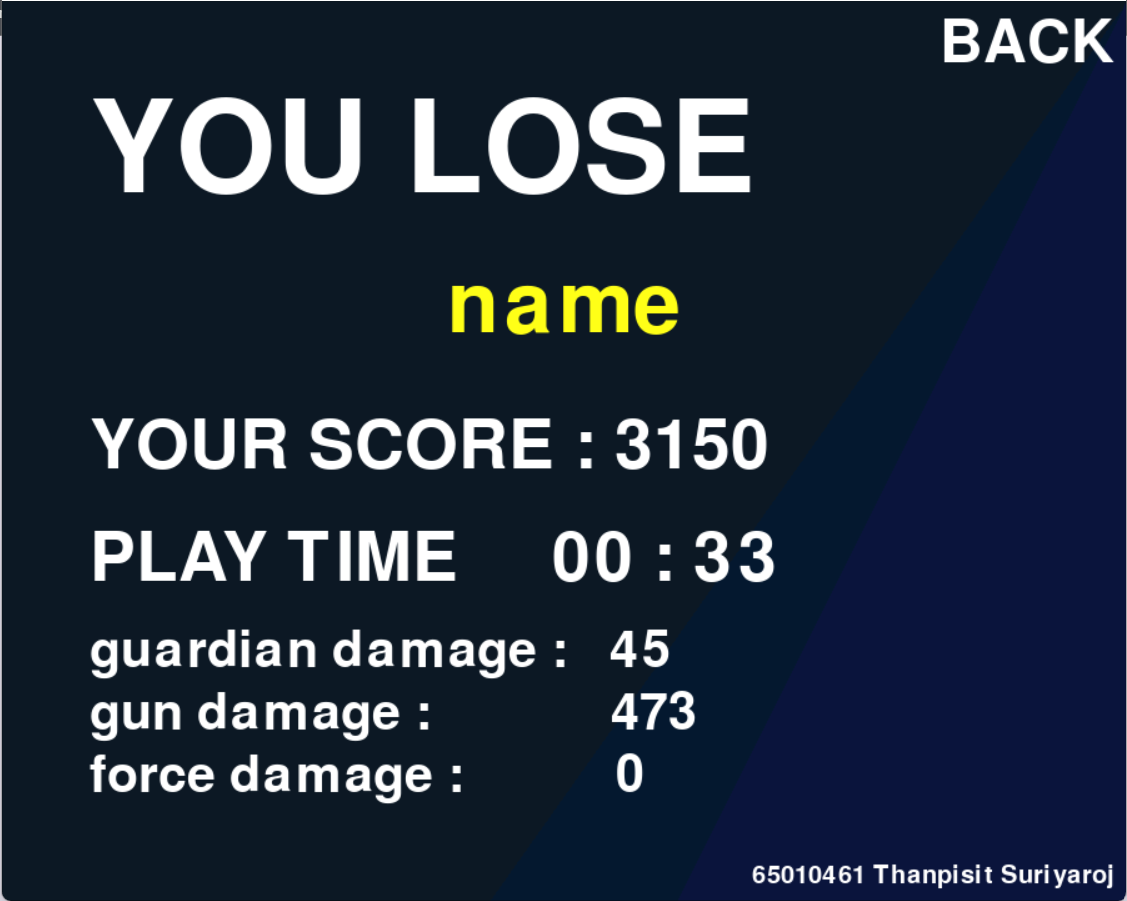 BACK
YOU LOSE
name
YOUR SCORE : 3150
PLAY TIME 00 : 33
guardian damage : 45
gun damage : 473
force damage : 0
65010461 Thanpisit Suriyaroj